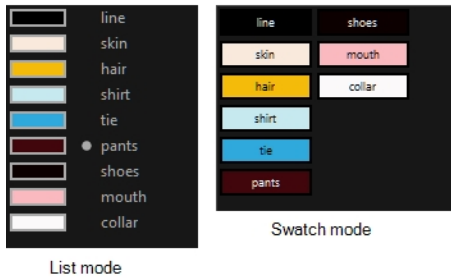 line
skin
hair
shirt
tie
pants
shoes
mouth
collar
List mode
line shoes
skin mouth
hair collar
shirt
tie
pants
Swatch mode